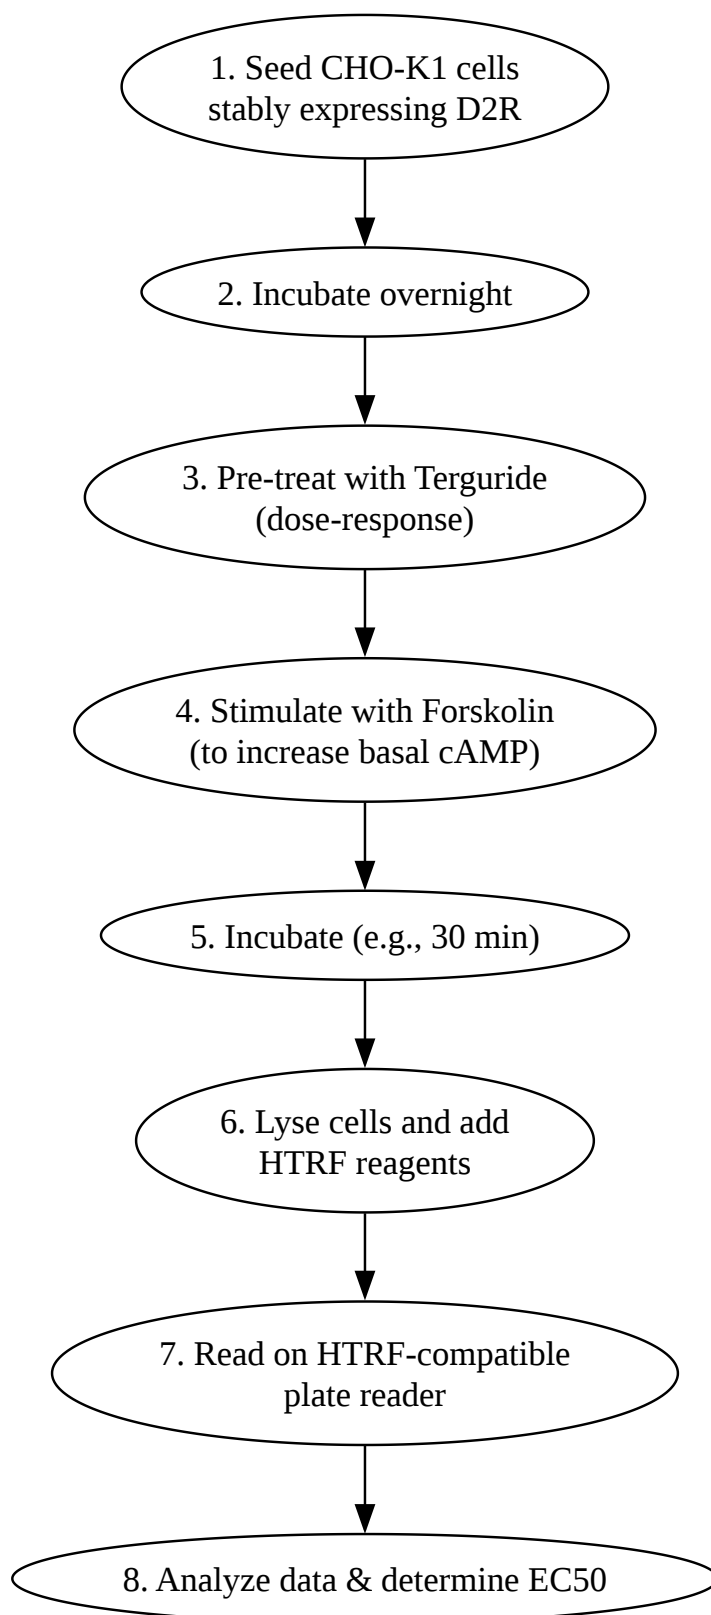 1. Seed CHO-K1 cells
stably expressing D2R
2. Incubate overnight
3. Pre-treat with Terguride
(dose-response)
4. Stimulate with Forskolin
(to increase basal cAMP)
5. Incubate (e.g., 30 min)
6. Lyse cells and add
HTRF reagents
7. Read on HTRF-compatible
plate reader
8. Analyze data & determine EC50